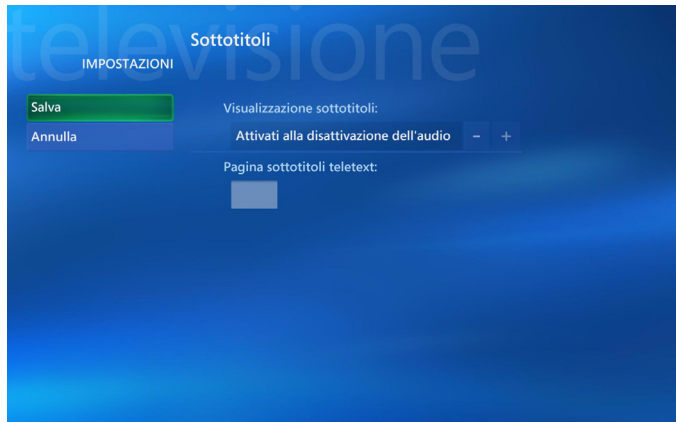 televisione
Sottotitoli
IMPOSTAZIONI
Salva
Annulla
Visualizzazione sottotitoli:
Attivati alla disattivazione dell'audio - +
Pagina sottotitoli teletext: